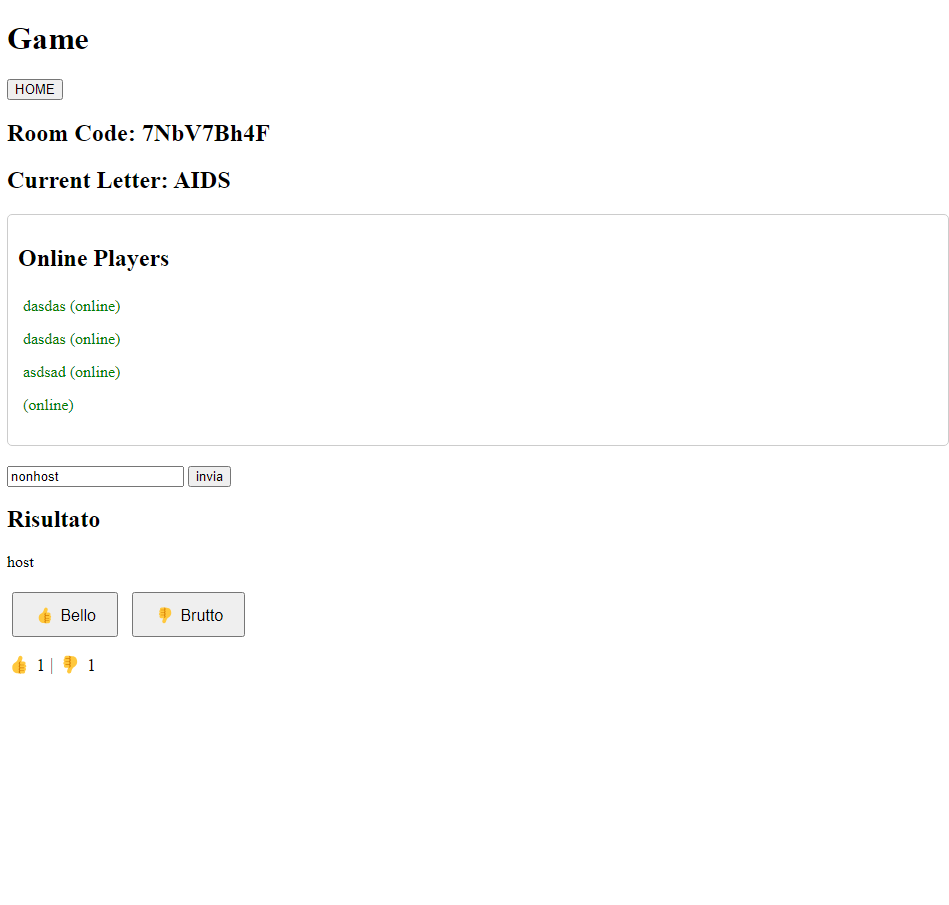 Game
HOME
Room Code: 7NbV7Bh4F
Current Letter: AIDS
Online Players
dasdas (online)
dasdas (online)
asdsad (online)
(online)
nonhost invia
Risultato
host
👍 Bello 👎 Brutto
👍 1 | 👎 1